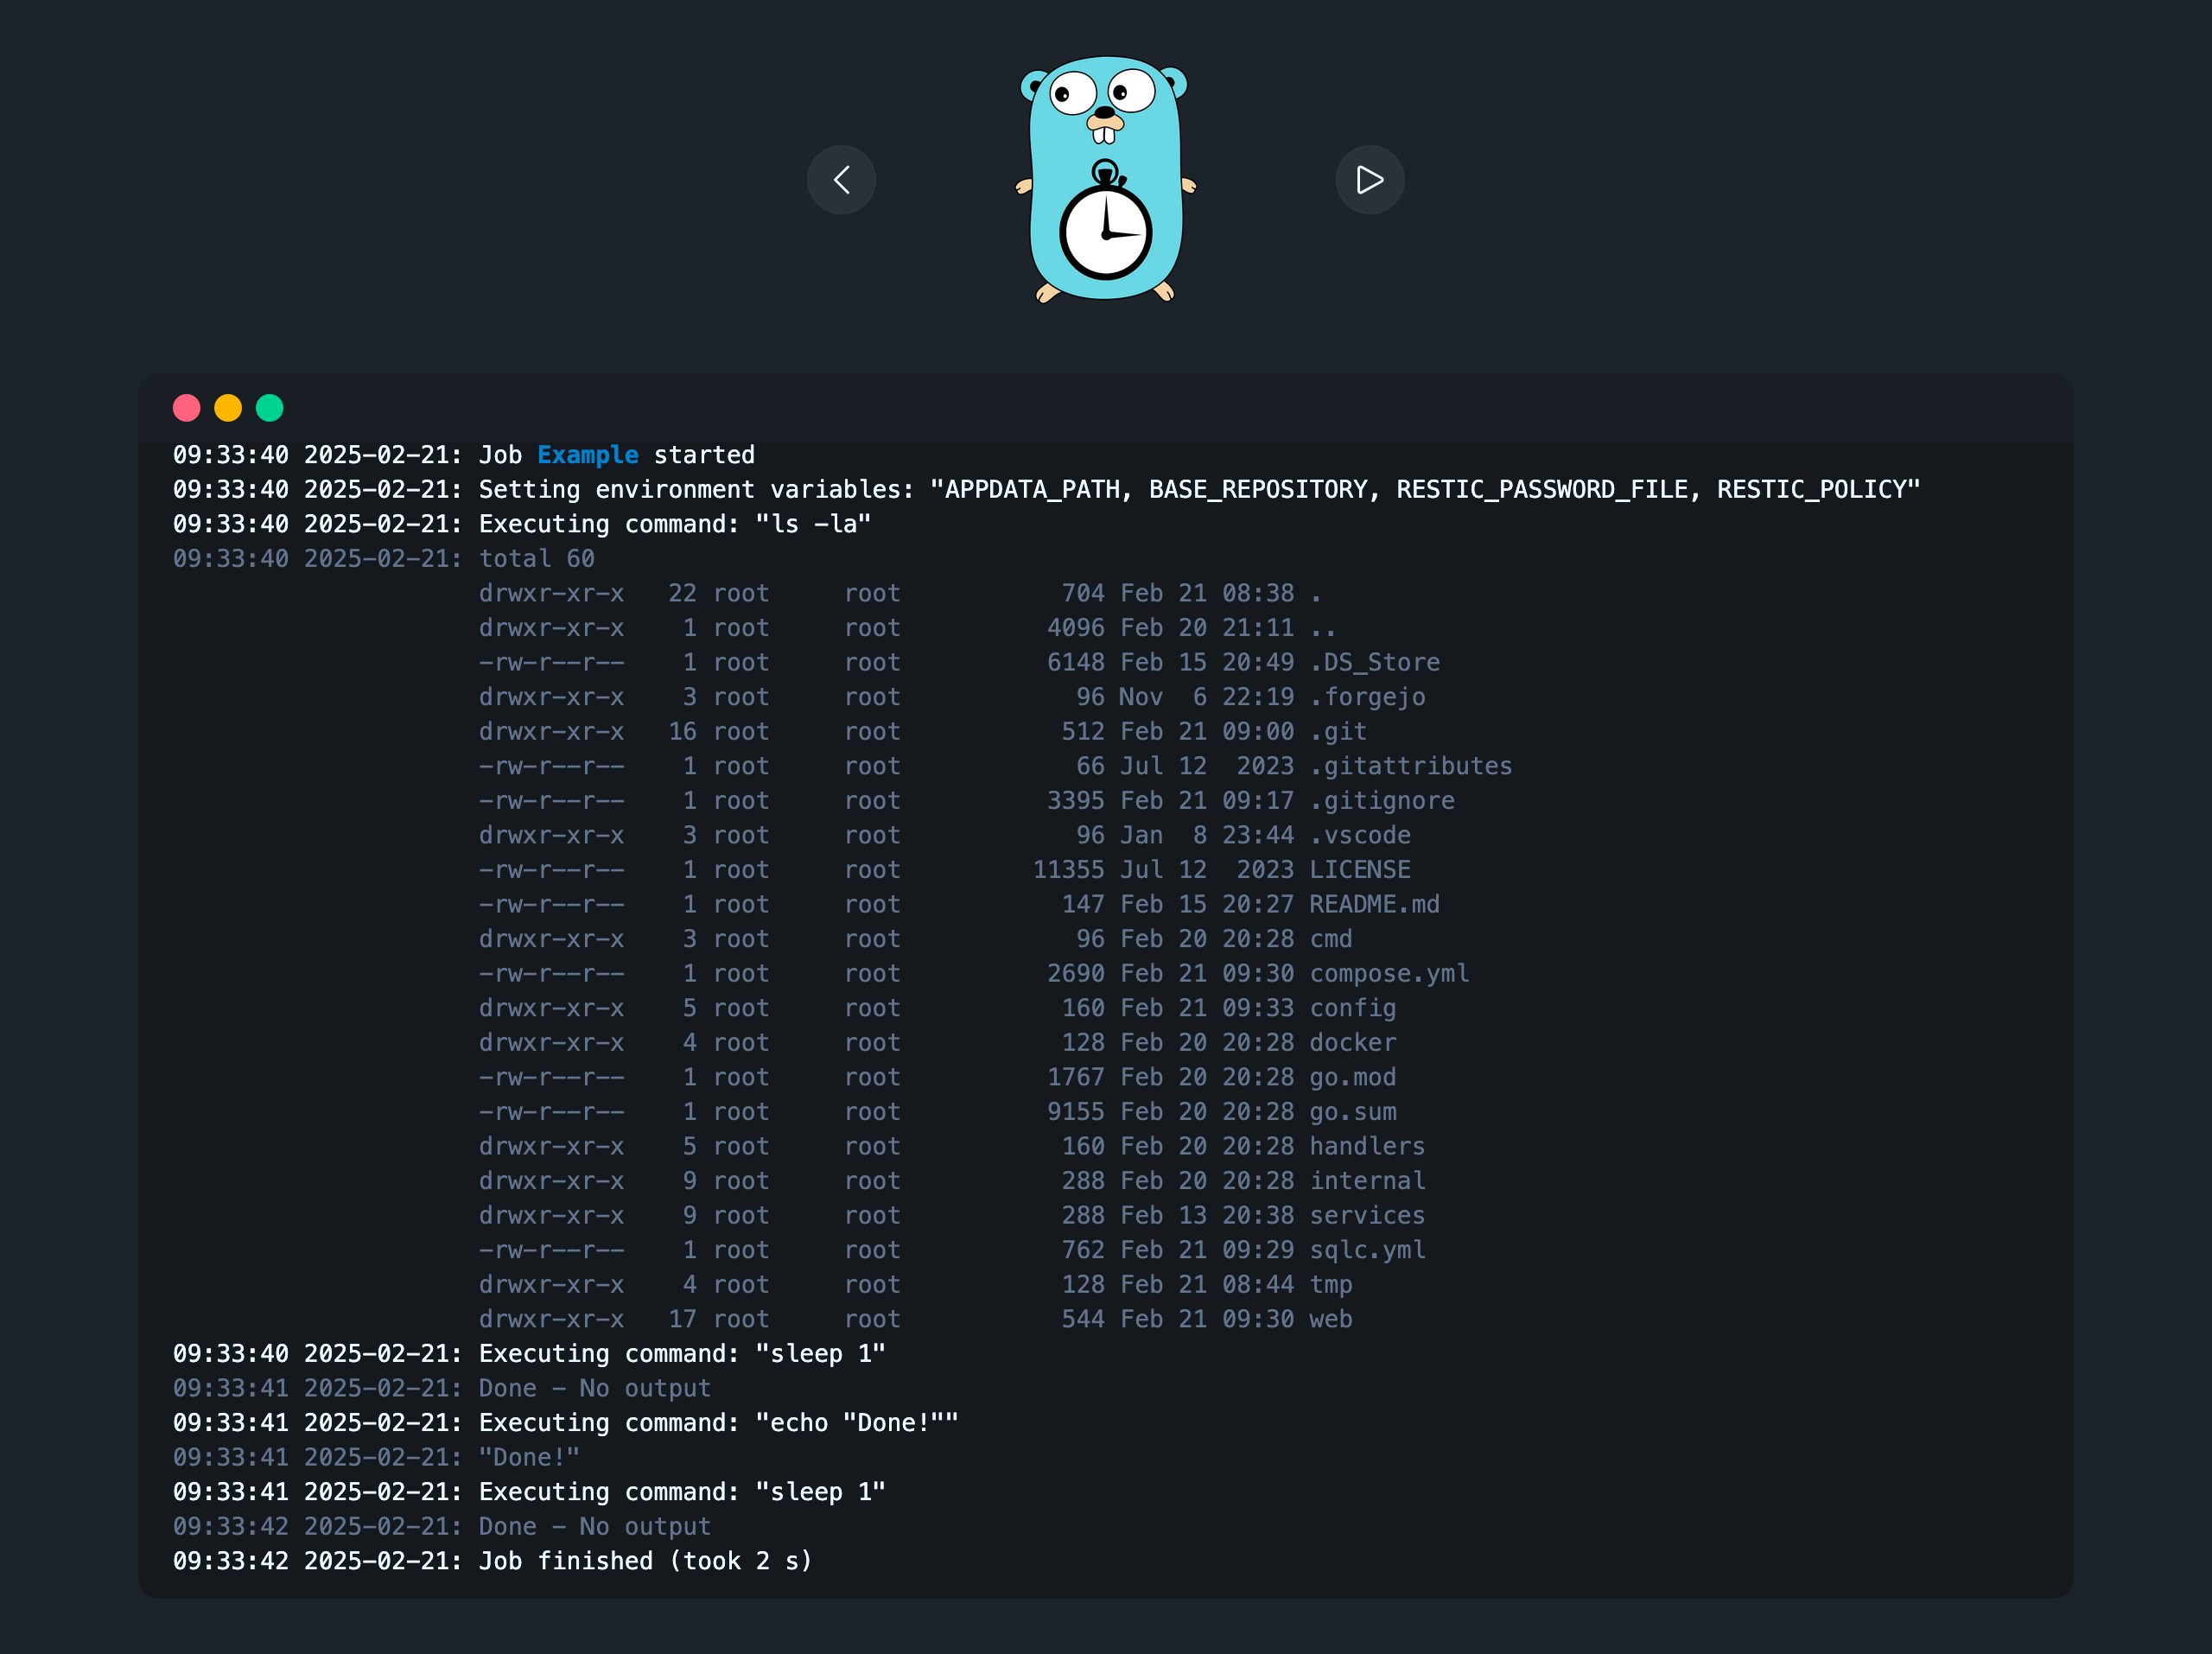 09:33:40 2025-02-21: Job Example started
09:33:40 2025-02-21: Setting environment variables: "APPDATA_PATH, BASE_REPOSITORY, RESTIC_PASSWORD_FILE, RESTIC_POLICY"
09:33:40 2025-02-21: Executing command: "ls -la"
09:33:40 2025-02-21: total 60
drwxr-xr-x   22 root     root           704 Feb 21 08:38 .
drwxr-xr-x    1 root     root          4096 Feb 20 21:11 ..
-rw-r--r--    1 root     root          6148 Feb 15 20:49 .DS_Store
drwxr-xr-x    3 root     root            96 Nov  6 22:19 .forgejo
drwxr-xr-x   16 root     root           512 Feb 21 09:00 .git
-rw-r--r--    1 root     root            66 Jul 12  2023 .gitattributes
-rw-r--r--    1 root     root          3395 Feb 21 09:17 .gitignore
drwxr-xr-x    3 root     root            96 Jan  8 23:44 .vscode
-rw-r--r--    1 root     root         11355 Jul 12  2023 LICENSE
-rw-r--r--    1 root     root           147 Feb 15 20:27 README.md
drwxr-xr-x    3 root     root            96 Feb 20 20:28 cmd
-rw-r--r--    1 root     root          2690 Feb 21 09:30 compose.yml
drwxr-xr-x    5 root     root           160 Feb 21 09:33 config
drwxr-xr-x    4 root     root           128 Feb 20 20:28 docker
-rw-r--r--    1 root     root          1767 Feb 20 20:28 go.mod
-rw-r--r--    1 root     root          9155 Feb 20 20:28 go.sum
drwxr-xr-x    5 root     root           160 Feb 20 20:28 handlers
drwxr-xr-x    9 root     root           288 Feb 20 20:28 internal
drwxr-xr-x    9 root     root           288 Feb 13 20:38 services
-rw-r--r--    1 root     root           762 Feb 21 09:29 sqlc.yml
drwxr-xr-x    4 root     root           128 Feb 21 08:44 tmp
drwxr-xr-x   17 root     root           544 Feb 21 09:30 web
09:33:40 2025-02-21: Executing command: "sleep 1"
09:33:41 2025-02-21: Done - No output
09:33:41 2025-02-21: Executing command: "echo "Done!""
09:33:41 2025-02-21: "Done!"
09:33:41 2025-02-21: Executing command: "sleep 1"
09:33:42 2025-02-21: Done - No output
09:33:42 2025-02-21: Job finished (took 2 s)